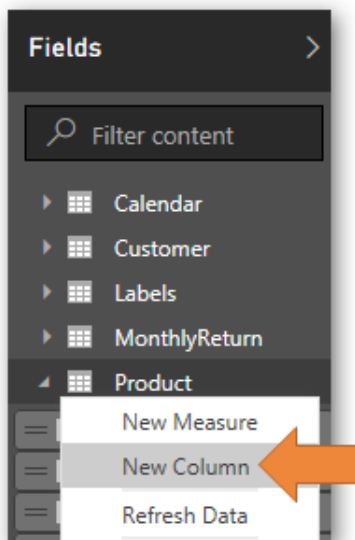 Fields
Filter content
Calendar
Customer
Labels
MonthlyReturn
Product
New Measure
New Column
Refresh Data